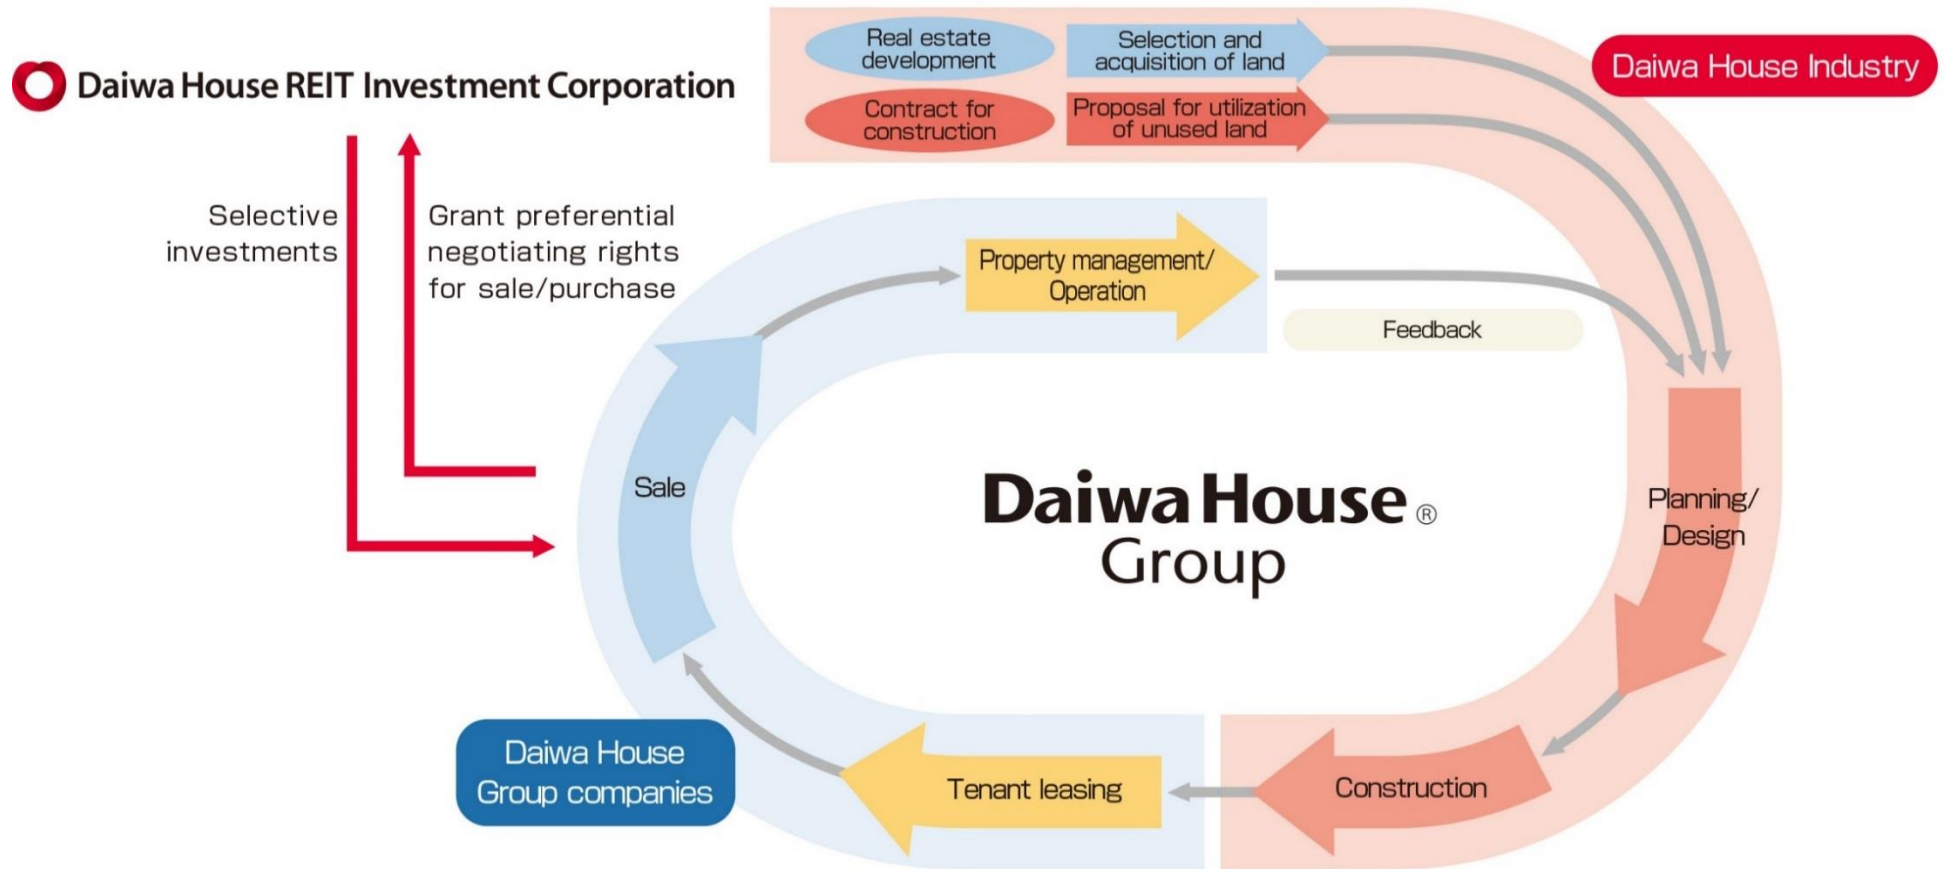 Daiwa House REIT Investment Corporation
Selective
investments
Grant preferential
negotiating rights
for sale/purchase
Real estate
development
Selection and
acquisition of land
Contract for
construction
Proposal for utilization
of unused land
Daiwa House Industry
Property management/
Operation
Feedback
Sale
Daiwa House®
Group
Planning/
Design
Daiwa House
Group companies
Tenant leasing
Construction